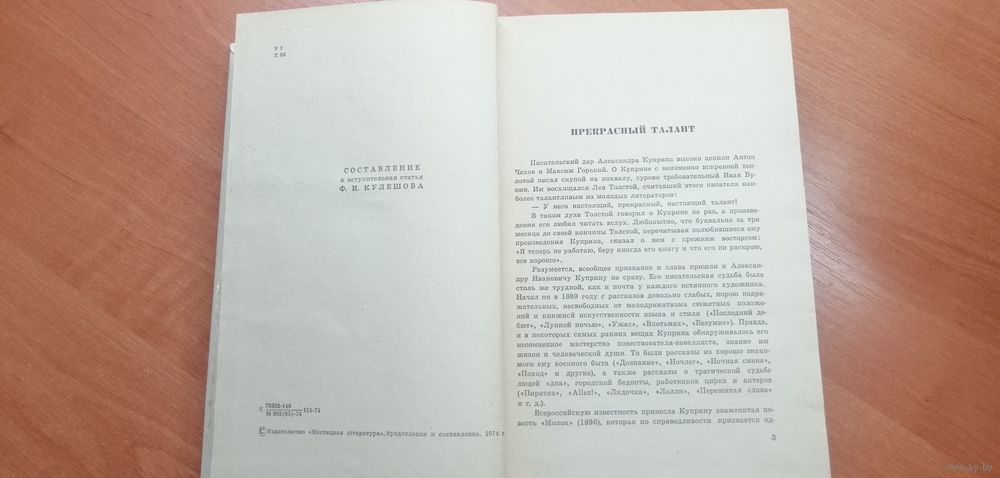 Р 2
П 92
СОСТАВЛЕНИЕ
и вступительная статья
Ф. И. КУЛЕШОВА
70302-146
М 302(05)-74
124-74
© Издательство «Мастацкая літаратура», предисловие и составление. 1974 г
ПРЕКРАСНЫЙ ТАЛАНТ
Писательский дар Александра Куприна высоко ценили Антон
Чехов и Максим Горький. О Куприне с неизменно искренней теп-
лотой писал скупой на похвалу, сурово требовательный Иван Бу-
нин. Им восхищался Лев Толстой, считавший этого писателя наи-
более талантливым из молодых литераторов:
— У него настоящий, прекрасный, настоящий талант!
В таком духе Толстой говорил о Куприне не раз, а произве-
дения его любил читать вслух. Любопытно, что буквально за три
месяца до своей кончины Толстой, перечитывая полюбившиеся ему
произведения Куприна, сказал о нем с прежним восторгом:
«Я теперь не работаю, беру иногда его книгу и что его ни раскрою,
все хорошо».
Разумеется, всеобщее признание и слава пришли к Алексан-
дру Ивановичу Куприну не сразу. Его писательская судьба была
столь же трудной, как и почти у каждого истинного художника.
Начал он в 1889 году с рассказов довольно слабых, порою подра-
жательных, несвободных от мелодраматизма сюжетных положе-
ний и книжной искусственности языка и стиля («Последний де-
бют», «Лунной ночью», «Ужас», «Впотьмах», «Безумие»). Правда,
и в некоторых самых ранних вещах Куприна обнаруживалось его
несомненное мастерство повествователя-новеллиста, знание им
жизни и человеческой души. То были рассказы из хорошо знако-
мого ему военного быта («Дознание», «Ночлег», «Ночная смена»,
«Поход» и другие), а также рассказы о трагической судьбе
людей «дна», городской бедноты, работников цирка и актеров
(«Пиратка», «Allez!», «Лидочка», «Лолли», «Пережитая слава»
и т. д.).
Всероссийскую известность принесла Куприну знаменитая по-
весть «Молох» (1896), которая по справедливости признается од-
3
www.ay.by